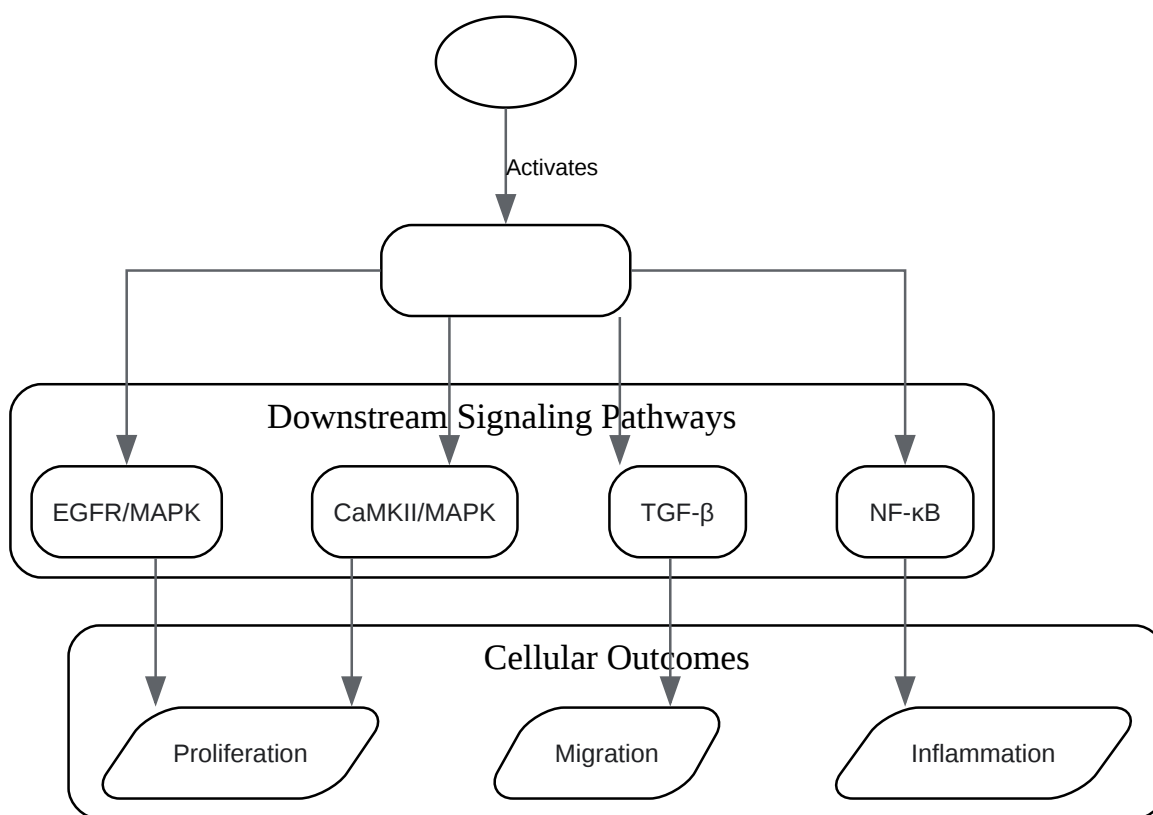 Activates
Downstream Signaling Pathways
EGFR/MAPK
CaMKII/MAPK
TGF-β
NF-κB
Cellular Outcomes
Proliferation
Migration
Inflammation